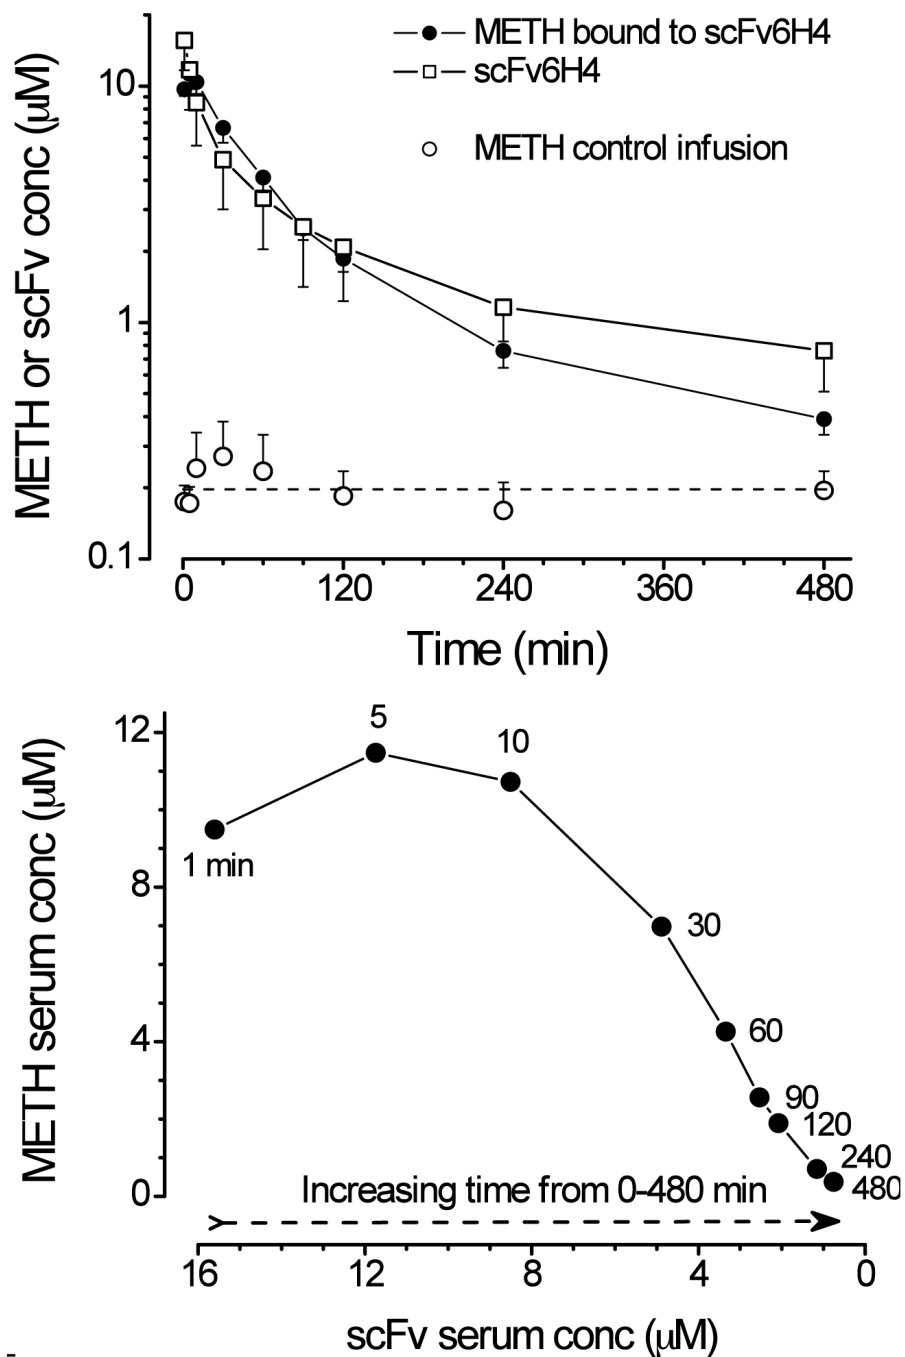 METH bound to scFv6H4
scFv6H4
METH control infusion
METH or scFv conc (μM)
10
1
0.1
0
120
240
360
480
Time (min)
METH serum conc (μM)
12
8
4
0
1 min
5
10
30
60
90
120
240
480
Increasing time from 0-480 min
16
12
8
4
0
scFv serum conc (μM)